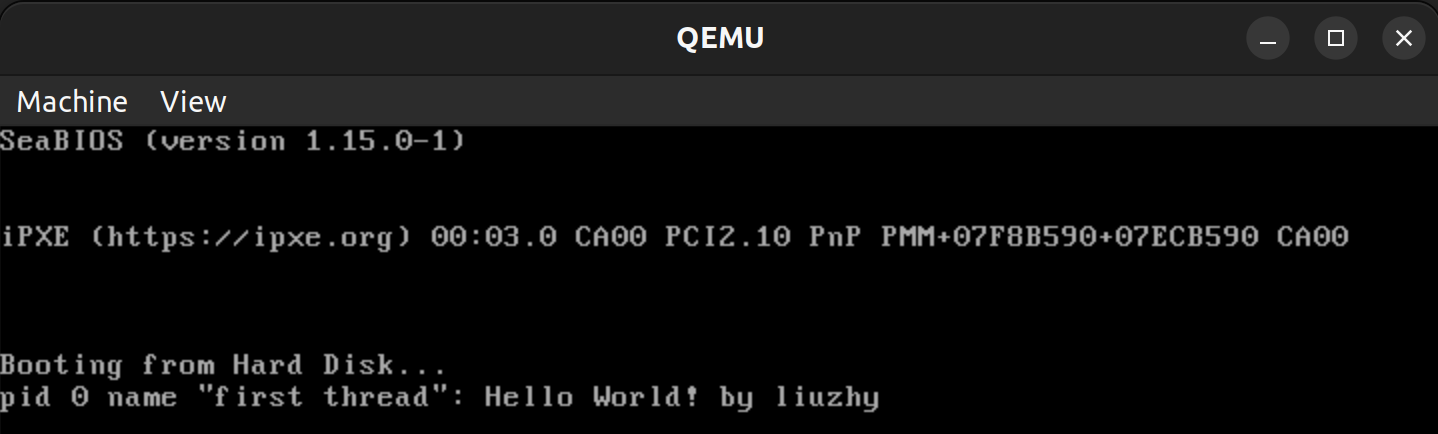 QEMU
Machine View
SeaBIOS (version 1.15.0-1)
iPXE (https://ipxe.org) 00:03.0 CA00 PCI2.10 PnP PMM+07F8B590+07ECB590 CA00
Booting from Hard Disk...
pid 0 name "first thread": Hello World! by liuzhy